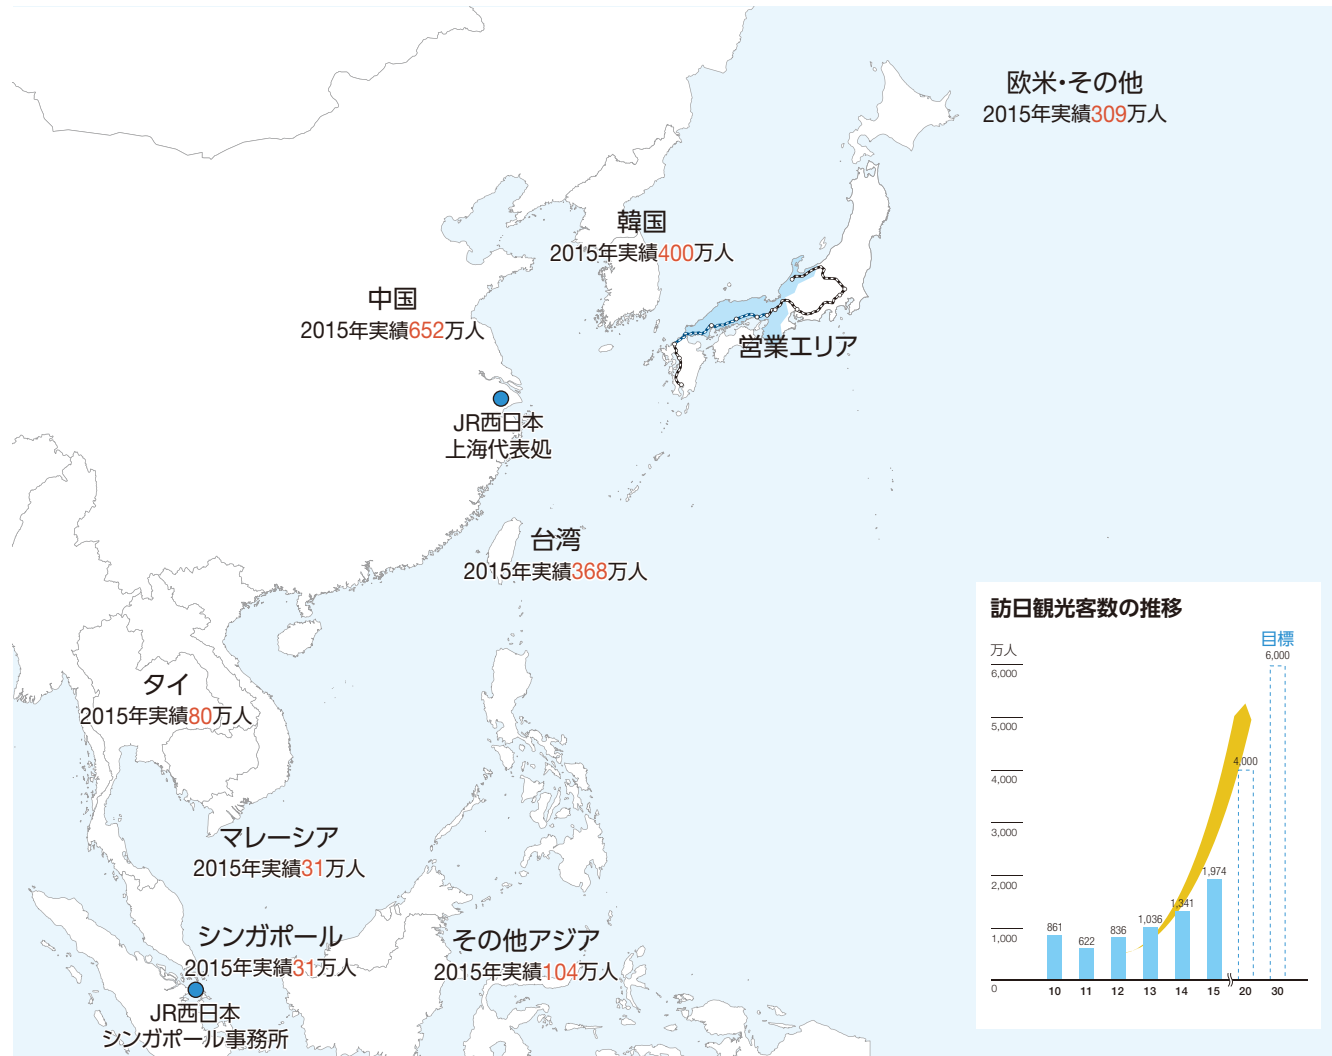 欧米・その他
2015年実績309万人
韓国
2015年実績400万人
中国
2015年実績652万人
営業エリア
JR西日本
上海代表処
台湾
2015年実績368万人
タイ
2015年実績80万人
マレーシア
2015年実績31万人
シンガポール
2015年実績31万人
JR西日本
シンガポール事務所
その他アジア
2015年実績104万人
訪日観光客数の推移
万人
目標
6,000
6,000
5,000
4,000
4,000
3,000
2,000
1,974
1,341
1,036
861
836
622
1,000
0
10 11 12 13 14 15 20 30